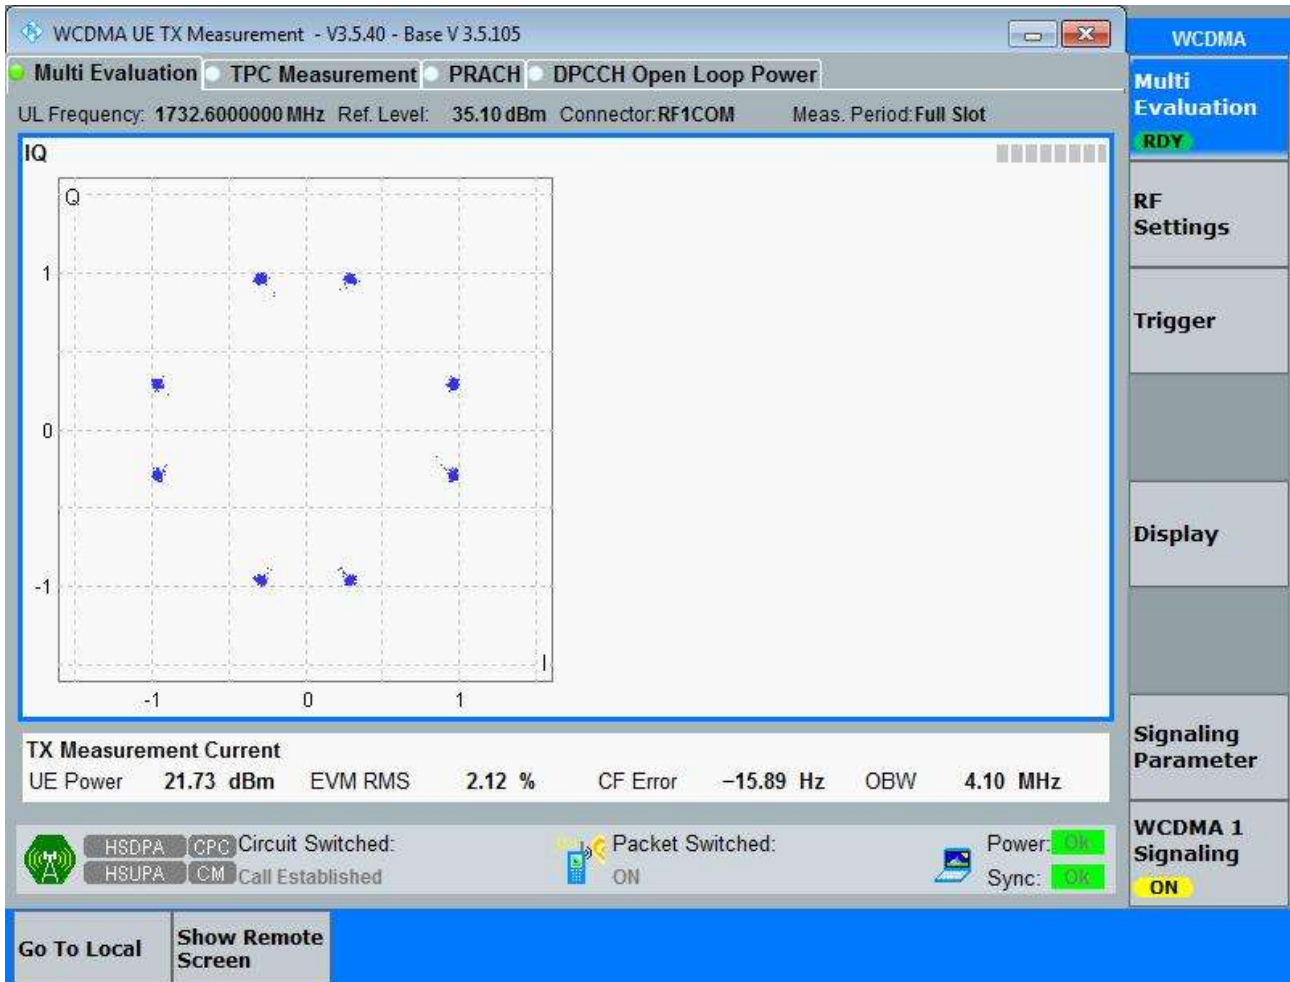 WCDMA UE TX Measurement - V3.5.40 - Base V 3.5.105
WCDMA
Multi Evaluation TPC Measurement PRACH DPCCH Open Loop Power
UL Frequency: 1732.6000000 MHz Ref. Level: 35.10 dBm Connector:RF1COM Meas. Period:Full Slot
Multi
Evaluation
RDY
IQ
Q
1
0
-1
I
-1 0 1
RF
Settings
Trigger
Display
Signaling
Parameter
WCDMA 1
Signaling
ON
TX Measurement Current
UE Power 21.73 dBm EVM RMS 2.12 % CF Error −15.89 Hz OBW 4.10 MHz
HSDPA CPC Circuit Switched: Packet Switched: Power: Ok
HSUPA CM Call Established ON Sync: Ok
Go To Local
Show Remote
Screen